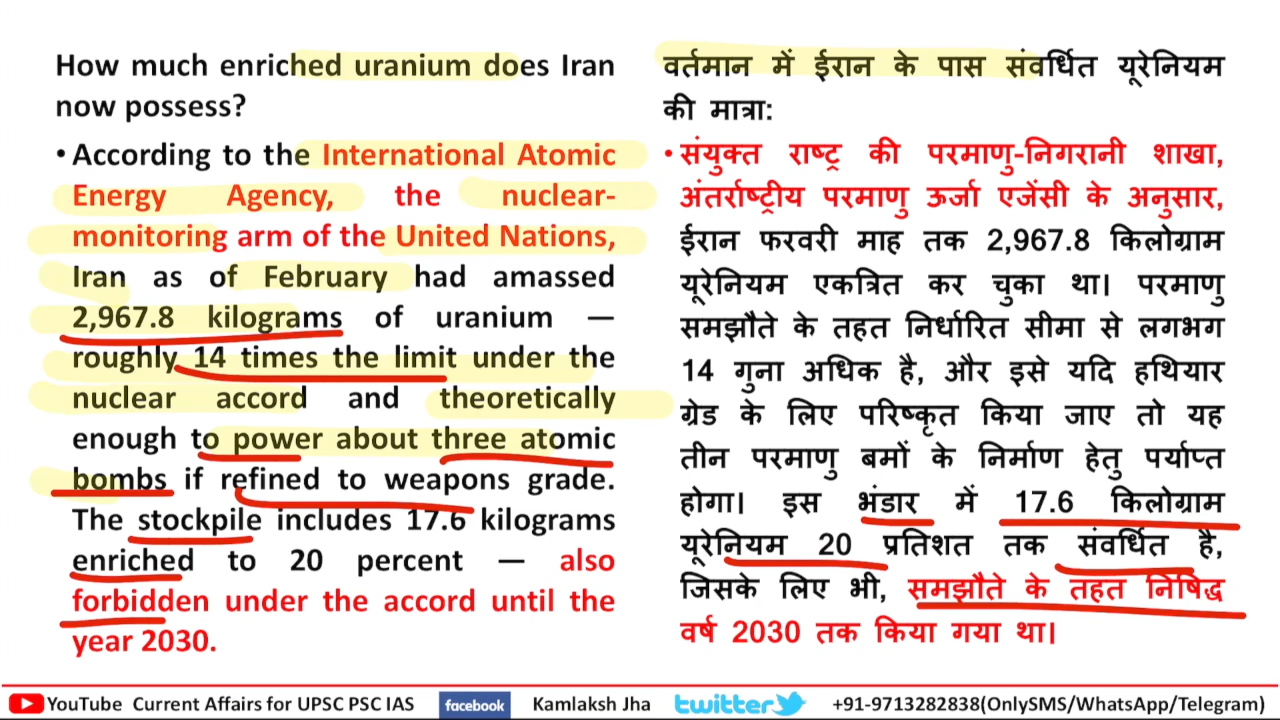 How much enriched uranium does Iran
now possess?
• According to the International Atomic
Energy Agency, the nuclear-
monitoring arm of the United Nations,
Iran as of February had amassed
2,967.8 kilograms of uranium —
roughly 14 times the limit under the
nuclear accord and theoretically
enough to power about three atomic
bombs if refined to weapons grade.
The stockpile includes 17.6 kilograms
enriched to 20 percent — also
forbidden under the accord until the
year 2030.
वर्तमान में ईरान के पास संवर्धित यूरेनियम
की मात्रा:
• संयुक्त राष्ट्र की परमाणु-निगरानी शाखा,
अंतर्राष्ट्रीय परमाणु ऊर्जा एजेंसी के अनुसार,
ईरान फरवरी माह तक 2,967.8 किलोग्राम
यूरेनियम एकत्रित कर चुका था। परमाणु
समझौते के तहत निर्धारित सीमा से लगभग
14 गुना अधिक है, और इसे यदि हथियार
ग्रेड के लिए परिष्कृत किया जाए तो यह
तीन परमाणु बमों के निर्माण हेतु पर्याप्त
होगा। इस भंडार में 17.6 किलोग्राम
यूरेनियम 20 प्रतिशत तक संवर्धित है,
जिसके लिए भी, समझौते के तहत निषिद्ध
वर्ष 2030 तक किया गया था।
YouTube Current Affairs for UPSC PSC IAS facebook Kamlaksh Jha twitter +91-9713282838(OnlySMS/WhatsApp/Telegram)